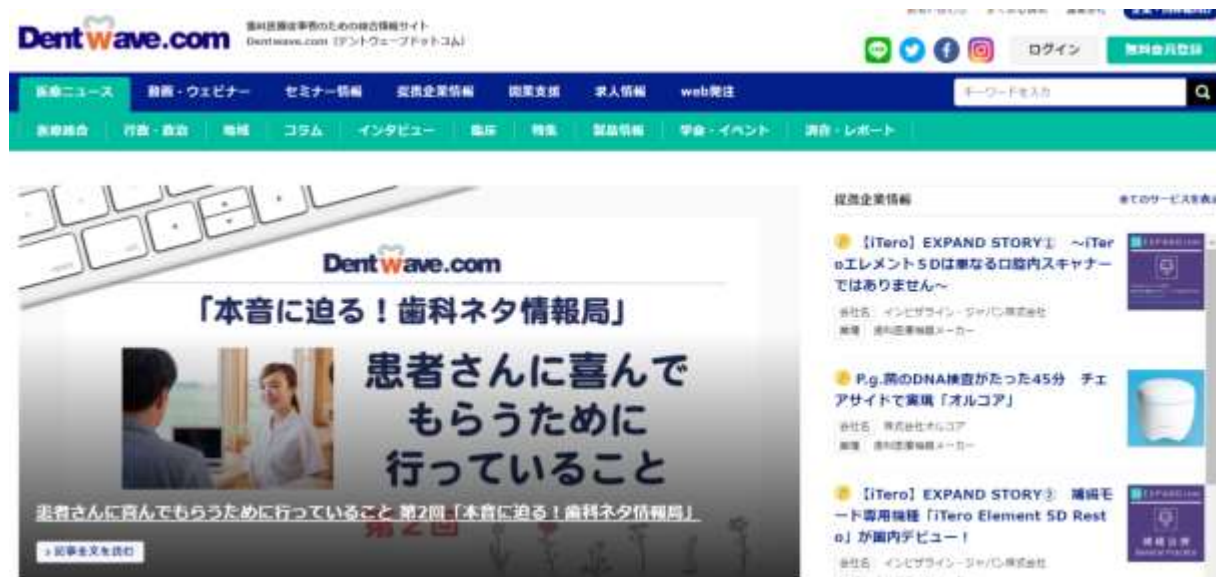 Dentwave.com
歯科医療従事者のための総合情報サイト
Dentwave.com (デントウェーブドットコム)
ログイン
無料会員登録
医療ニュース 動画・ウェビナー セミナー情報 提携企業情報 開業支援 求人情報 web発注
キーワードを入力
医療総合 行政・政治 地域 コラム インタビュー 臨床 特集 製品情報 学会・イベント 調査・レポート
Dentwave.com
「本音に迫る!歯科ネタ情報局」
患者さんに喜んで
もらうために
行っていること
第2回
患者さんに喜んでもらうために行っていること 第2回「本音に迫る!歯科ネタ情報局」
記事全文を読む
提携企業情報
全てのサービスを表示
【iTero】EXPAND STORY① ~iTer
oエレメント5Dは単なる口腔内スキャナー
ではありません~
会社名 インビザライン・ジャパン株式会社
業種 歯科医療機器メーカー
P.g.菌のDNA検査がたった45分 チェ
アサイドで実現「オルコア」
会社名 株式会社オルコア
業種 歯科医療機器メーカー
【iTero】EXPAND STORY② 補綴モ
ード専用機種「iTero Element 5D Rest
o」が国内デビュー!
会社名 インビザライン・ジャパン株式会社